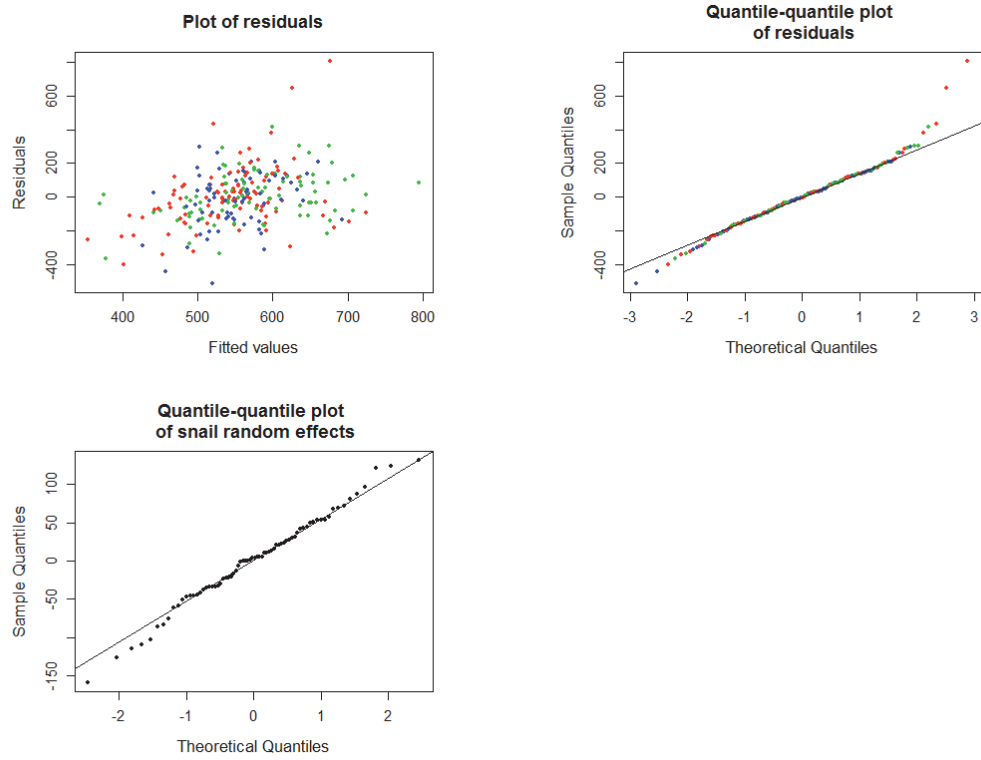 Plot of residuals
600
200
0
-400
Residuals
400
500
600
700
800
Fitted values
Quantile-quantile plot
of residuals
600
200
0
-400
Sample Quantiles
-3
-2
-1
0
1
2
3
Theoretical Quantiles
Quantile-quantile plot
of snail random effects
100
50
0
-50
-150
Sample Quantiles
-2
-1
0
1
2
Theoretical Quantiles